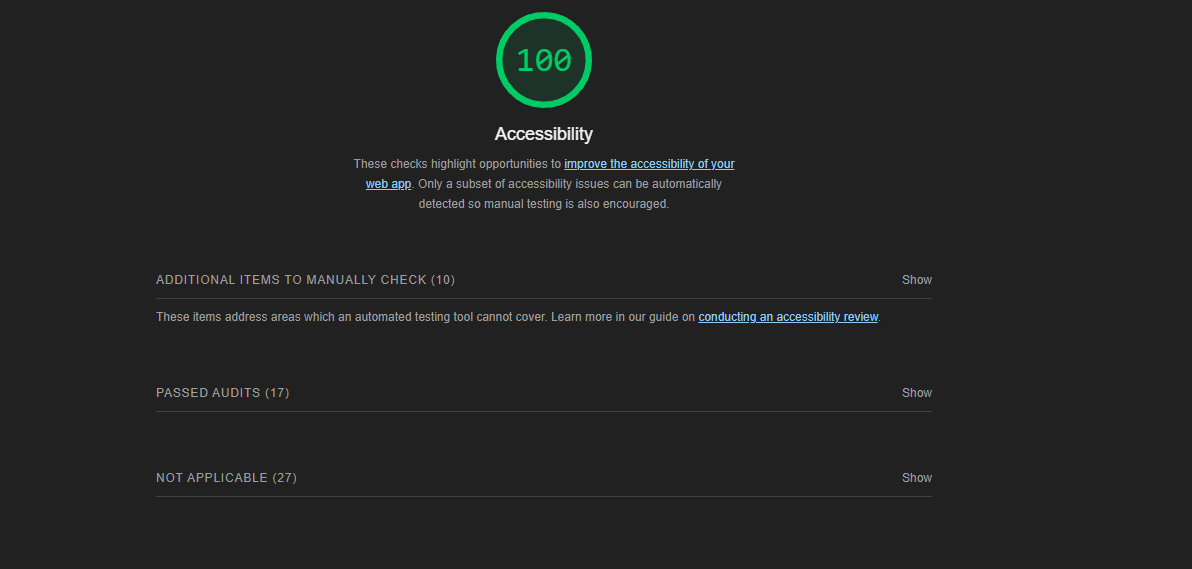 100
Accessibility
These checks highlight opportunities to improve the accessibility of your
web app. Only a subset of accessibility issues can be automatically
detected so manual testing is also encouraged.
ADDITIONAL ITEMS TO MANUALLY CHECK (10) Show
These items address areas which an automated testing tool cannot cover. Learn more in our guide on conducting an accessibility review.
PASSED AUDITS (17) Show
NOT APPLICABLE (27) Show